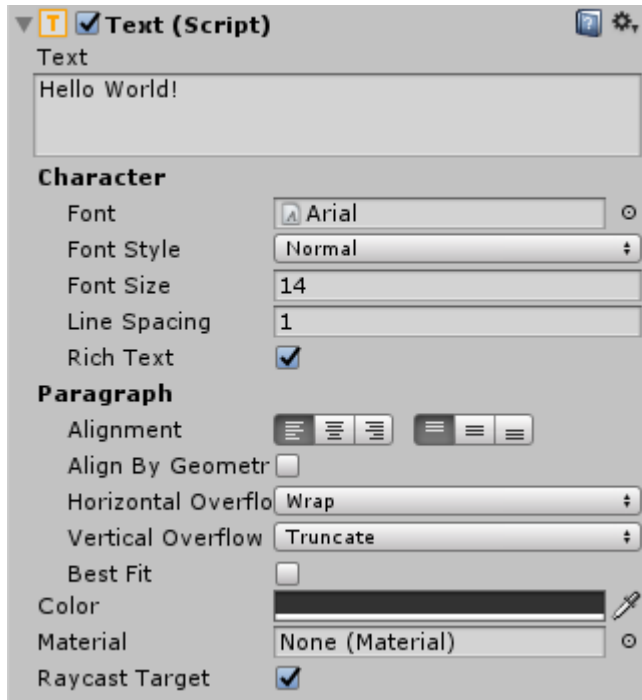 Text (Script)
Text
Hello World!
Character
Font Arial
Font Style Normal
Font Size 14
Line Spacing 1
Rich Text
Paragraph
Alignment
Align By Geometr
Horizontal Overflo Wrap
Vertical Overflow Truncate
Best Fit
Color
Material None (Material)
Raycast Target